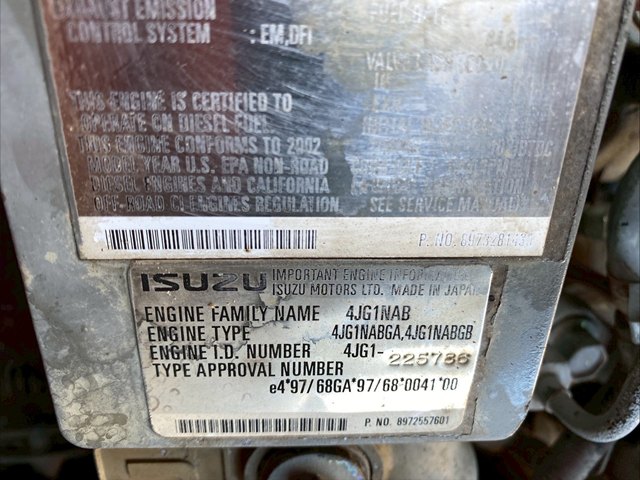 EXHAUST EMISSION
CONTROL SYSTEM : EM,DFI
THIS ENGINE IS CERTIFIED TO
OPERATE ON DIESEL FUEL
THIS ENGINE CONFORMS TO 2002
MODEL YEAR U.S. EPA NON-ROAD
DIESEL ENGINES AND CALIFORNIA
OFF-ROAD CI ENGINES REGULATION. SEE SERVICE MANUAL
P. NO.
ISUZU IMPORTANT ENGINE INFORMATION
ISUZU MOTORS LTD. MADE IN JAPAN
ENGINE FAMILY NAME 4JG1NAB
ENGINE TYPE 4JG1NABGA,4JG1NABGB
ENGINE I.D. NUMBER 4JG1-225786
TYPE APPROVAL NUMBER
e4*97/68GA*97/68*0041*00
P. NO. 8972557601